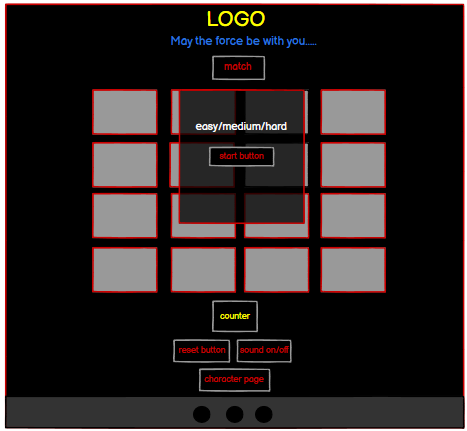 LOGO
May the force be with you.....
match
easy/medium/hard
start button
counter
reset button
sound on/off
character page